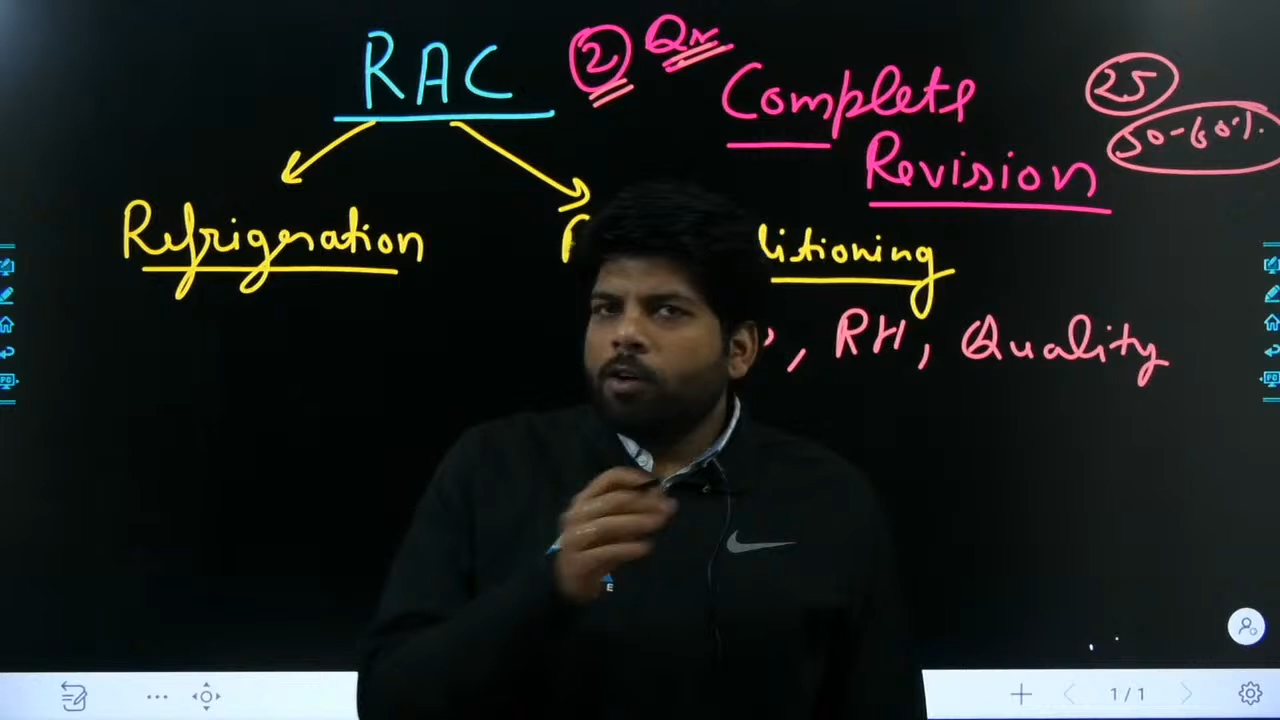 RAC
2 Qn
Complete
Revision
25
50-60%
Refrigeration
litioning
, RH, Quality
1/1